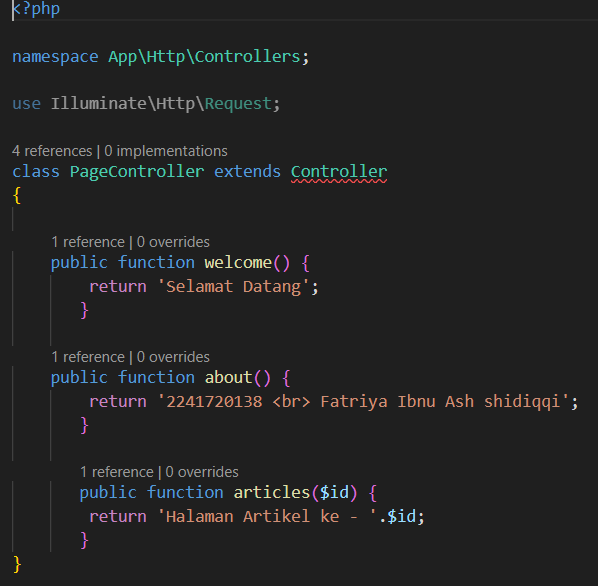 <?php
namespace App\Http\Controllers;
use Illuminate\Http\Request;
4 references | 0 implementations
class PageController extends Controller
{
1 reference | 0 overrides
public function welcome() {
return 'Selamat Datang';
}
1 reference | 0 overrides
public function about() {
return '2241720138 <br> Fatriya Ibnu Ash shidiqqi';
}
1 reference | 0 overrides
public function articles($id) {
return 'Halaman Artikel ke - '.$id;
}
}